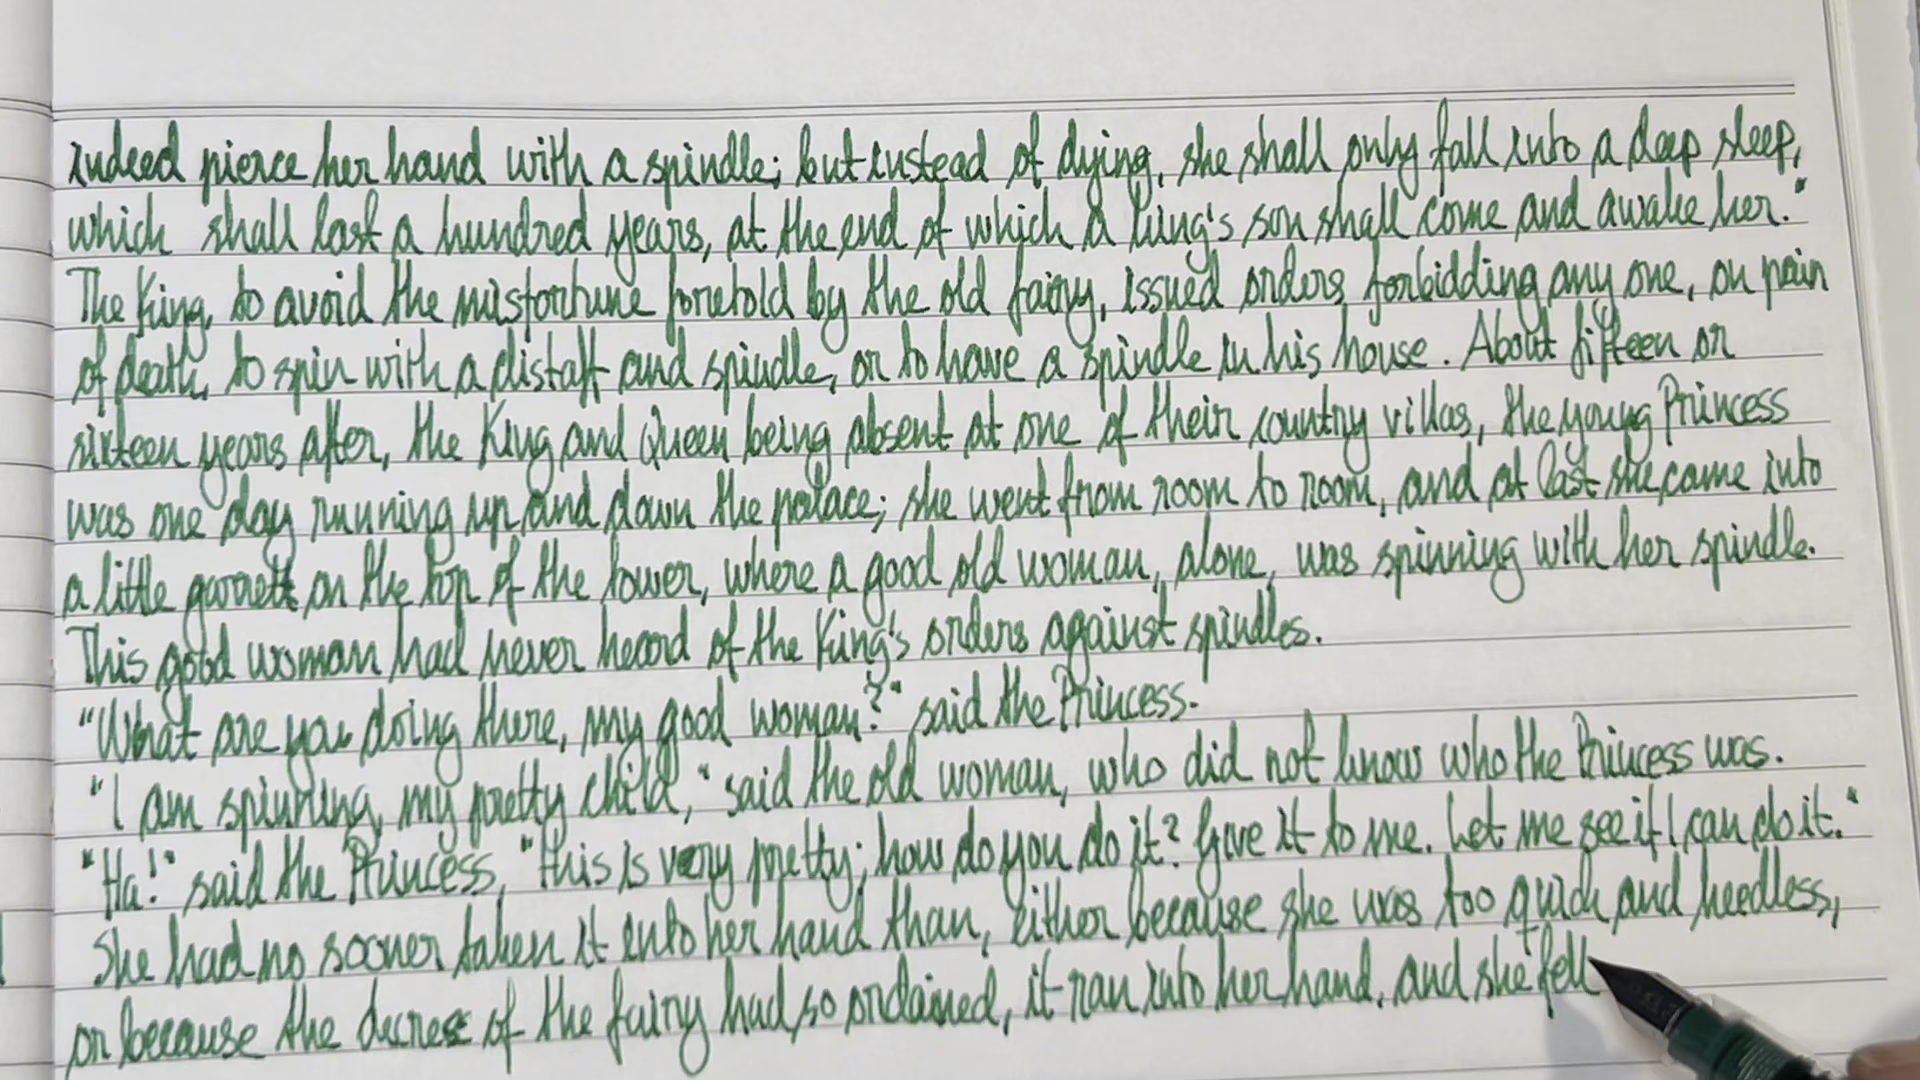 indeed pierce her hand with a spindle; but instead of dying, she shall only fall into a deep sleep,
which shall last a hundred years, at the end of which a king's son shall come and awake her."
The King, to avoid the misfortune foretold by the old fairy, issued orders forbidding any one, on pain
of death, to spin with a distaff and spindle, or to have a spindle in his house. About fifteen or
sixteen years after, the King and Queen being absent at one of their country villas, the young Princess
was one day running up and down the palace; she went from room to room, and at last she came into
a little garrett on the top of the tower, where a good old woman, alone, was spinning with her spindle.
This good woman had never heard of the King's orders against spindles.
"What are you doing there, my good woman?" said the Princess.
"I am spinning, my pretty child," said the old woman, who did not know who the Princess was.
"Ha!" said the Princess, "this is very pretty; how do you do it? Give it to me. Let me see if I can do it."
She had no sooner taken it into her hand than, either because she was too quick and heedless,
or because the decree of the fairy had so ordained, it ran into her hand, and she fell